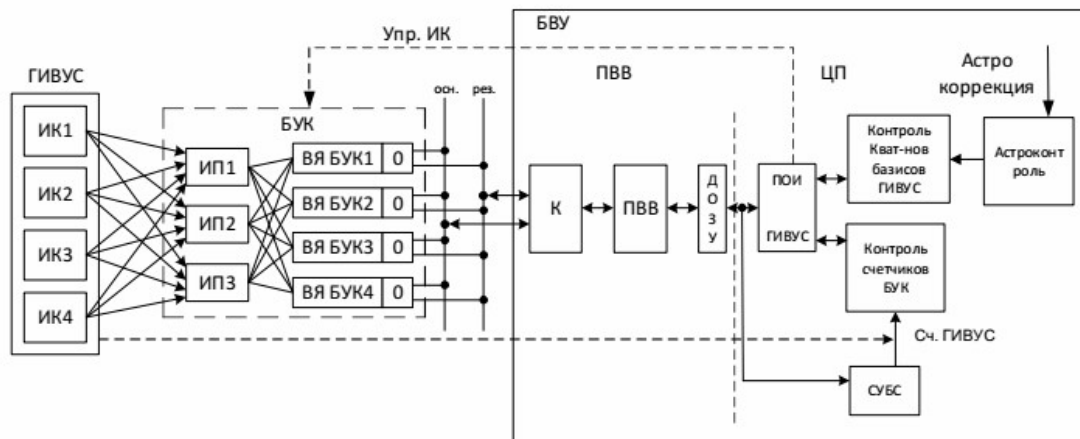 БВУ
Упр. ИК
ПВВ
ЦП
Астро
коррекция
ГИВУС
осн.
рез.
БУК
ИК1
ИК2
ИК3
ИК4
ИП1
ИП2
ИП3
ВЯ БУК1 0
ВЯ БУК2 0
ВЯ БУК3 0
ВЯ БУК4 0
К
ПВВ
Д
О
З
У
ПОИ
ГИВУС
Контроль
Кват-нов
базисов
ГИВУС
Астроконт
роль
Контроль
счетчиков
БУК
Сч. ГИВУС
СУБС